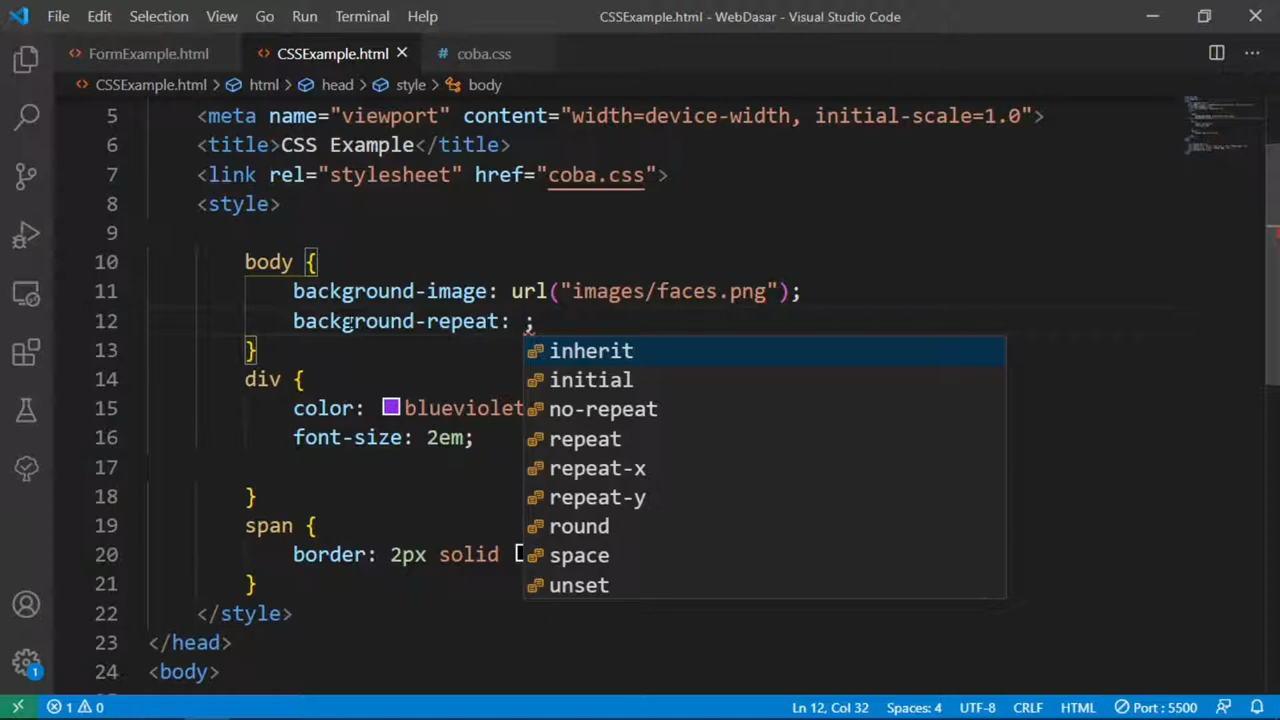 File Edit Selection View Go Run Terminal Help CSSExample.html - WebDasar - Visual Studio Code
FormExample.html CSSExample.html coba.css
CSSExample.html html head style body
5 <meta name="viewport" content="width=device-width, initial-scale=1.0">
6 <title>CSS Example</title>
7 <link rel="stylesheet" href="coba.css">
8 <style>
9
10 body {
11 background-image: url("images/faces.png");
12 background-repeat: ;
13 }
inherit
14 div {
initial
15 color: blueviolet
no-repeat
16 font-size: 2em;
repeat
17
repeat-x
18 }
repeat-y
19 span {
round
20 border: 2px solid
space
21 }
unset
22 </style>
23 </head>
24 <body>
1 0 Ln 12, Col 32 Spaces: 4 UTF-8 CRLF HTML Port : 5500
1